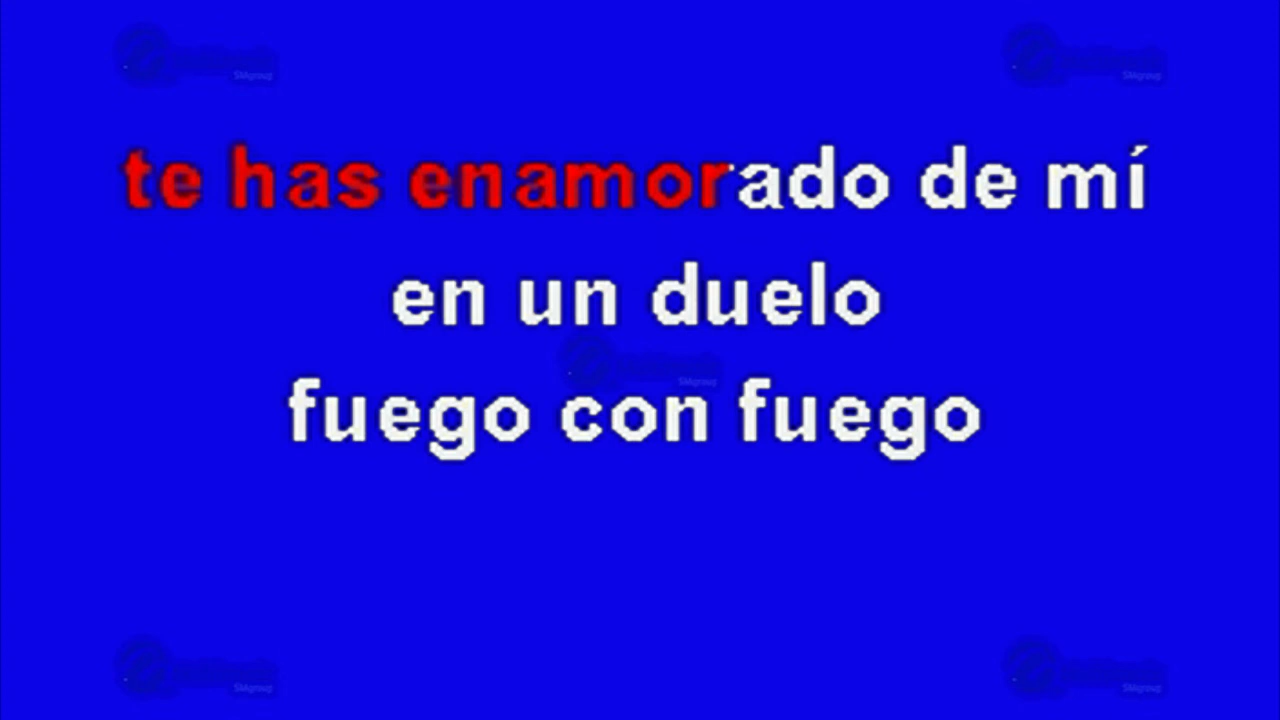 te has enamorado de mí
en un duelo
fuego con fuego